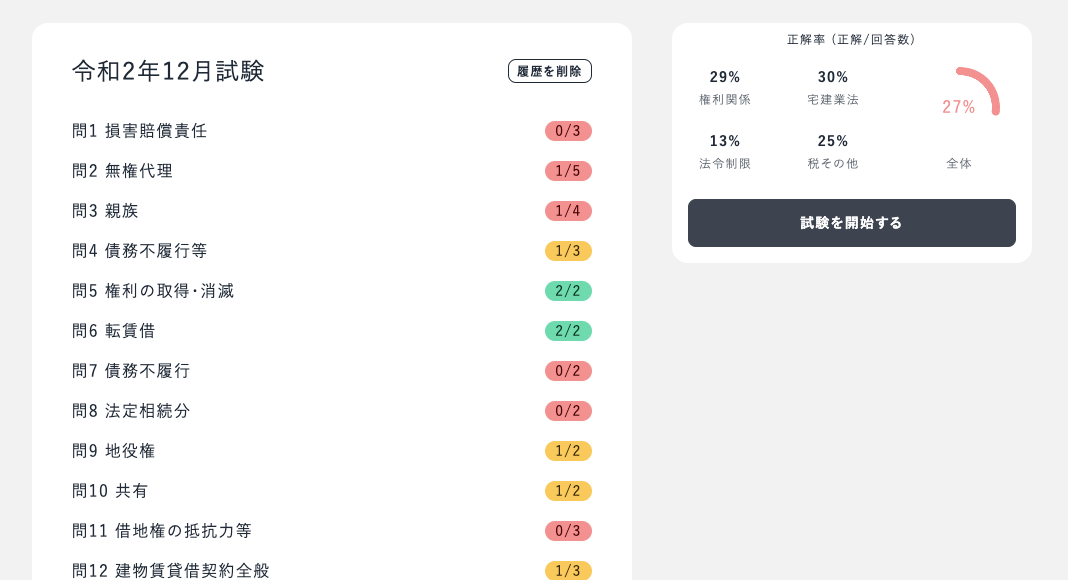 令和2年12月試験
履歴を削除
問1 損害賠償責任 0/3
問2 無権代理 1/5
問3 親族 1/4
問4 債務不履行等 1/3
問5 権利の取得･消滅 2/2
問6 転賃借 2/2
問7 債務不履行 0/2
問8 法定相続分 0/2
問9 地役権 1/2
問10 共有 1/2
問11 借地権の抵抗力等 0/3
問12 建物賃貸借契約全般 1/3
正解率 (正解/回答数)
29% 30%
権利関係 宅建業法
27%
13% 25%
法令制限 税その他 全体
試験を開始する